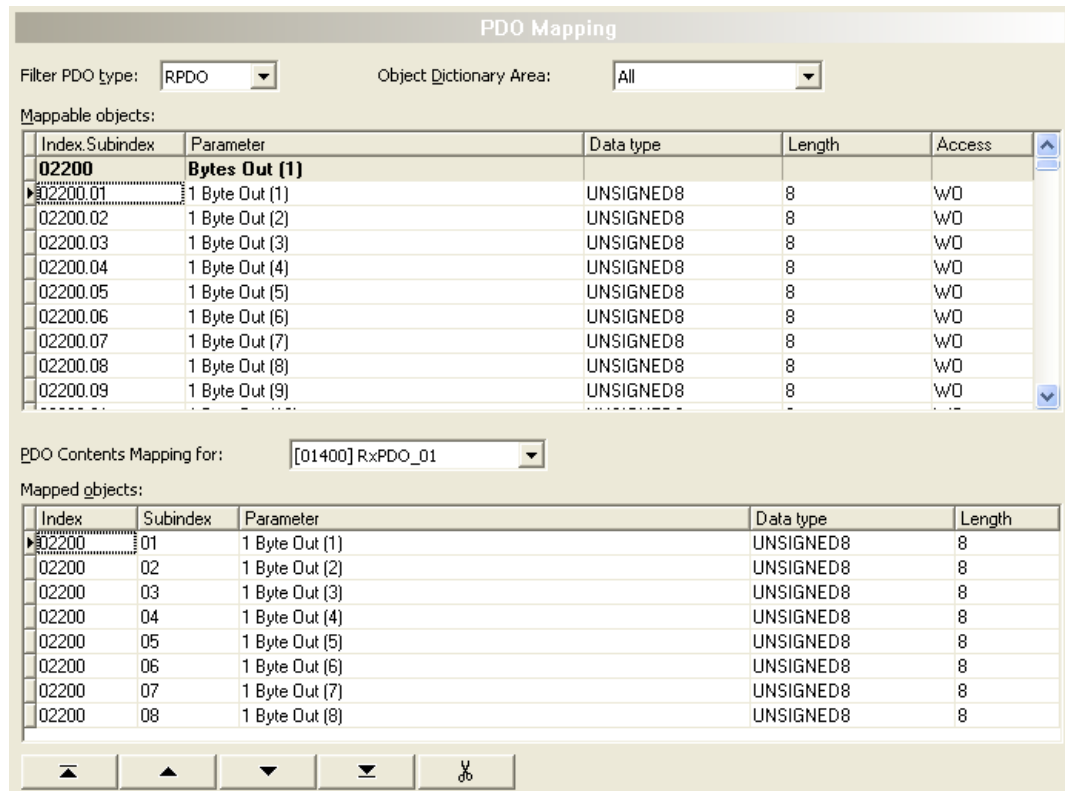 PDO Mapping
Filter PDO type: RPDO Object Dictionary Area: All
Mappable objects:
Index.Subindex Parameter Data type Length Access
02200 Bytes Out (1)
02200.01 1 Byte Out (1) UNSIGNED8 8 WO
02200.02 1 Byte Out (2) UNSIGNED8 8 WO
02200.03 1 Byte Out (3) UNSIGNED8 8 WO
02200.04 1 Byte Out (4) UNSIGNED8 8 WO
02200.05 1 Byte Out (5) UNSIGNED8 8 WO
02200.06 1 Byte Out (6) UNSIGNED8 8 WO
02200.07 1 Byte Out (7) UNSIGNED8 8 WO
02200.08 1 Byte Out (8) UNSIGNED8 8 WO
02200.09 1 Byte Out (9) UNSIGNED8 8 WO
PDO Contents Mapping for: [01400] RxPDO_01
Mapped objects:
Index Subindex Parameter Data type Length
02200 01 1 Byte Out (1) UNSIGNED8 8
02200 02 1 Byte Out (2) UNSIGNED8 8
02200 03 1 Byte Out (3) UNSIGNED8 8
02200 04 1 Byte Out (4) UNSIGNED8 8
02200 05 1 Byte Out (5) UNSIGNED8 8
02200 06 1 Byte Out (6) UNSIGNED8 8
02200 07 1 Byte Out (7) UNSIGNED8 8
02200 08 1 Byte Out (8) UNSIGNED8 8